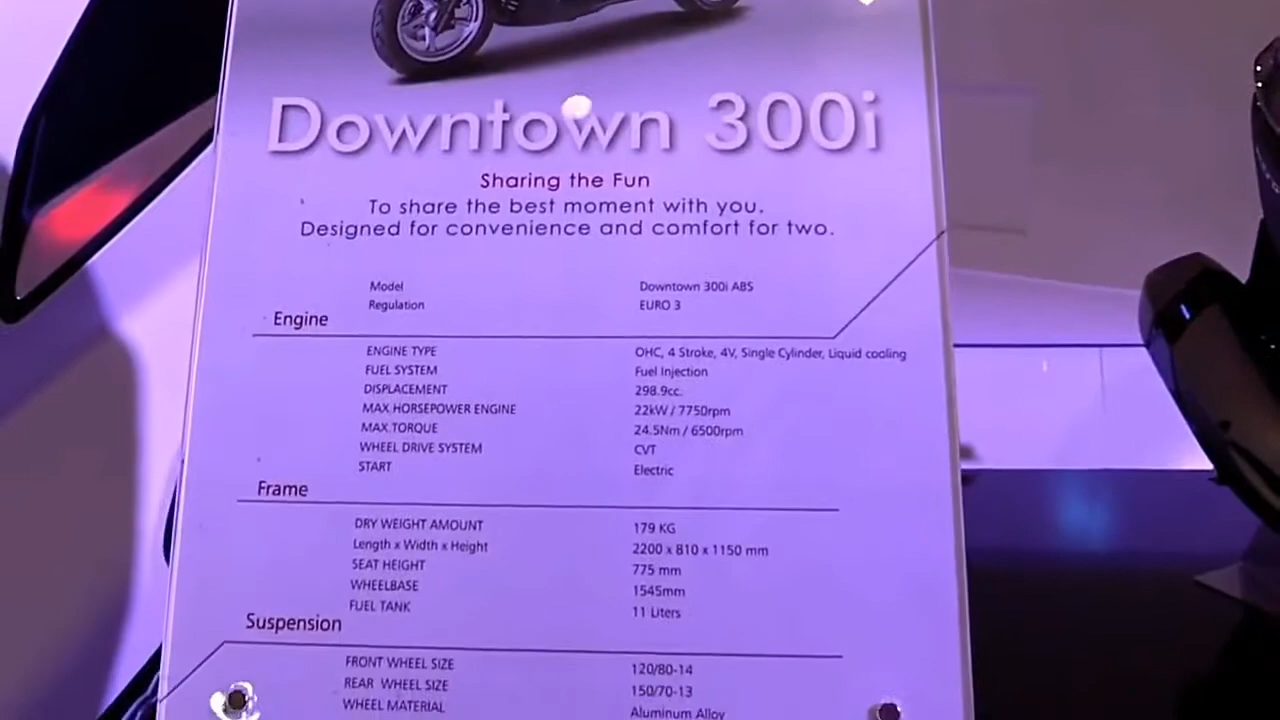 Downtown 300i
Sharing the Fun
To share the best moment with you.
Designed for convenience and comfort for two.
Model Downtown 300i ABS
Regulation EURO 3
Engine
ENGINE TYPE OHC, 4 Stroke, 4V, Single Cylinder, Liquid cooling
FUEL SYSTEM Fuel Injection
DISPLACEMENT 298.9cc.
MAX.HORSEPOWER ENGINE 22kW / 7750rpm
MAX.TORQUE 24.5Nm / 6500rpm
WHEEL DRIVE SYSTEM CVT
START Electric
Frame
DRY WEIGHT AMOUNT 179 KG
Length x Width x Height 2200 x 810 x 1150 mm
SEAT HEIGHT 775 mm
WHEELBASE 1545mm
FUEL TANK 11 Liters
Suspension
FRONT WHEEL SIZE 120/80-14
REAR WHEEL SIZE 150/70-13
WHEEL MATERIAL Aluminum Alloy